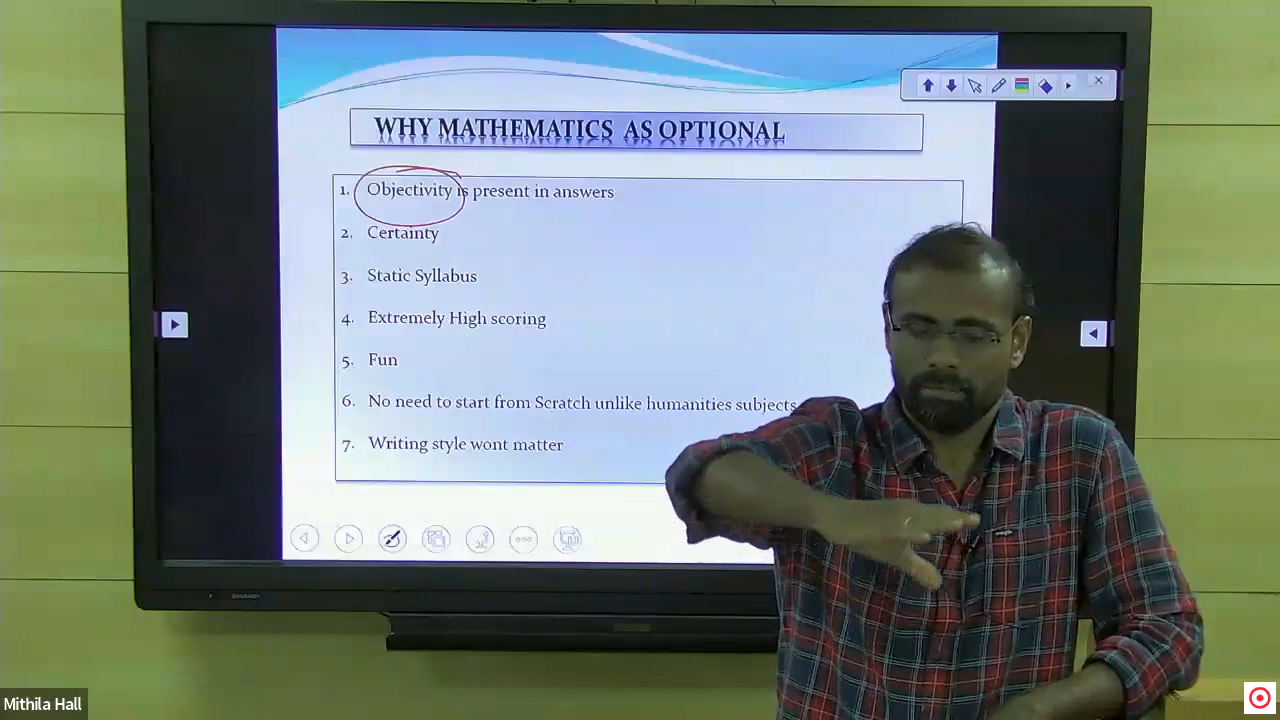 WHY MATHEMATICS AS OPTIONAL
1. Objectivity is present in answers
2. Certainty
3. Static Syllabus
4. Extremely High scoring
5. Fun
6. No need to start from Scratch unlike humanities subjects
7. Writing style wont matter
SHARP
Mithila Hall